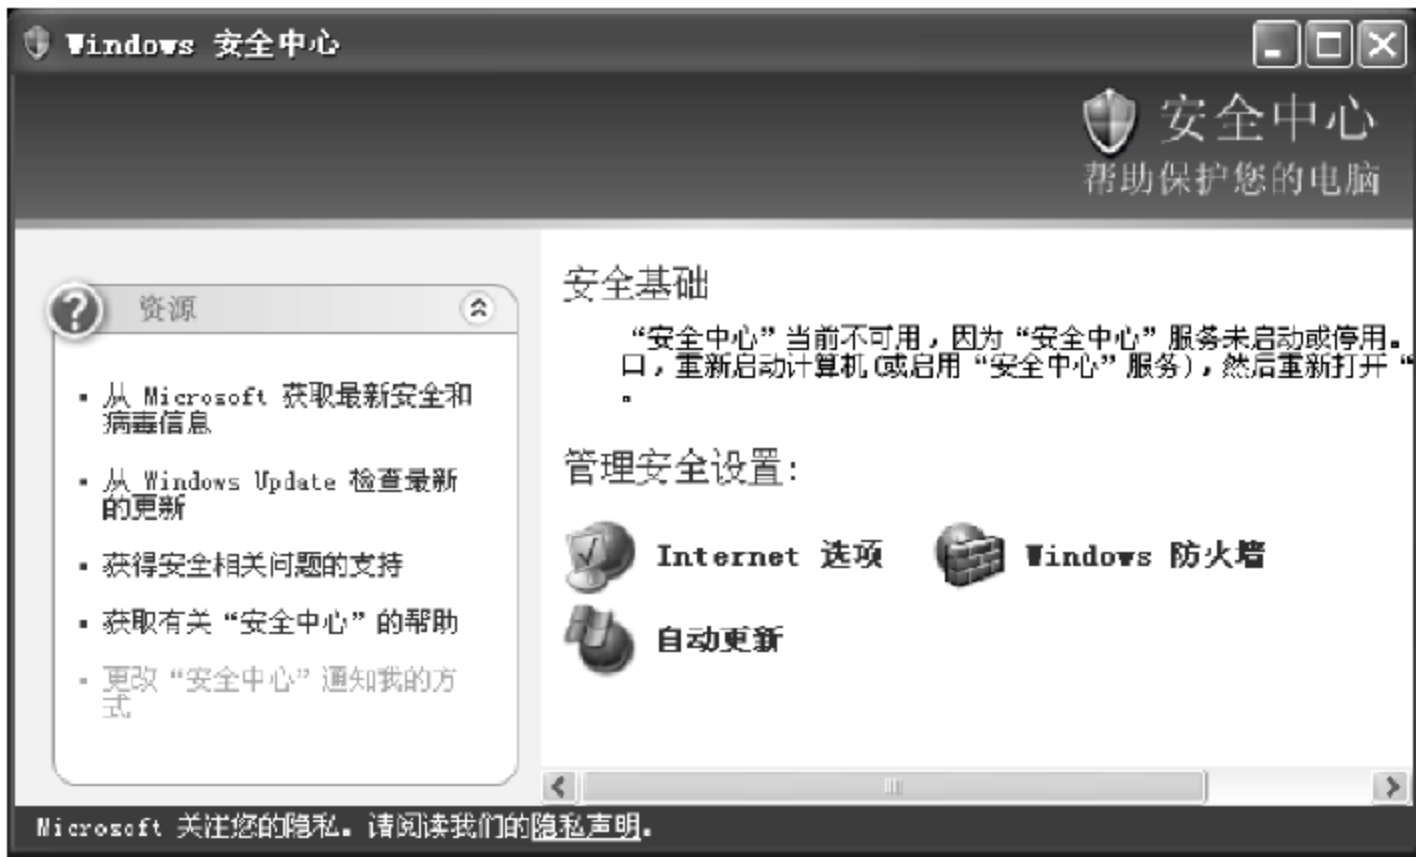 Windows 安全中心
安全中心
帮助保护您的电脑
资源
从 Microsoft 获取最新安全和
病毒信息
从 Windows Update 检查最新
的更新
获得安全相关问题的支持
获取有关“安全中心”的帮助
更改“安全中心”通知我的方
式
安全基础
“安全中心”当前不可用，因为“安全中心”服务未启动或停用。
口，重新启动计算机(或启用“安全中心”服务)，然后重新打开“
。
管理安全设置:
Internet 选项
Windows 防火墙
自动更新
Microsoft 关注您的隐私。请阅读我们的隐私声明。